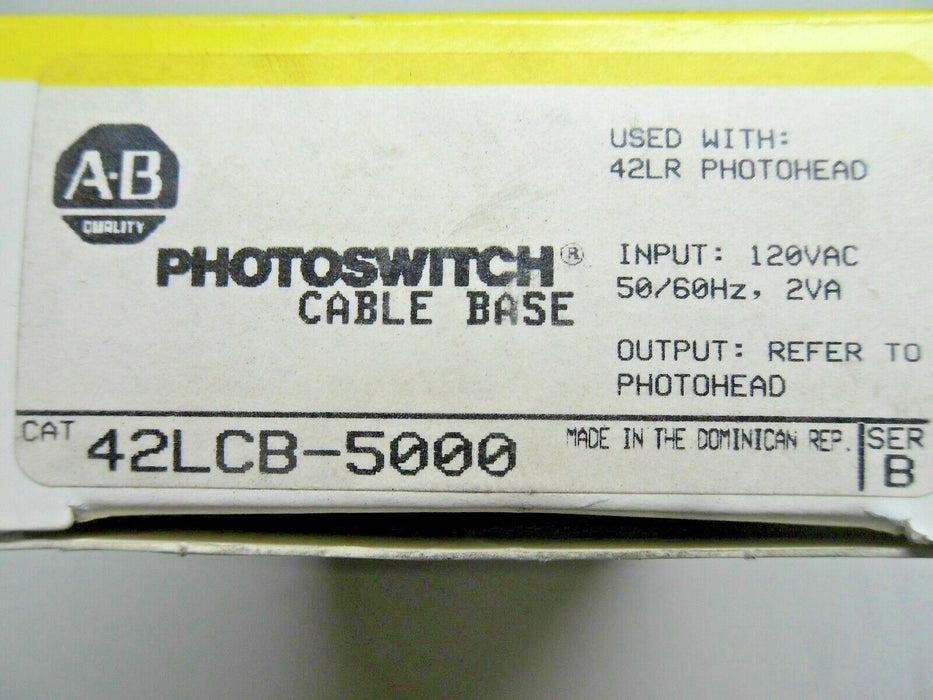 A-B
QUALITY
PHOTOSWITCH®
CABLE BASE
USED WITH:
42LR PHOTOHEAD
INPUT: 120VAC
50/60Hz, 2VA
OUTPUT: REFER TO
PHOTOHEAD
CAT 42LCB-5000
MADE IN THE DOMINICAN REP.
SER
B